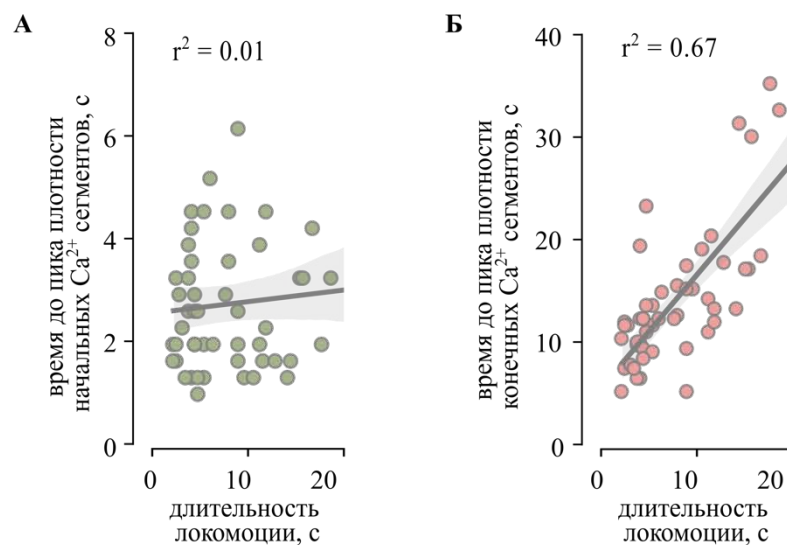 А
r² = 0.01
время до пика плотности
начальных Ca²⁺ сегментов, с
8
6
4
2
0
0 10 20
длительность
локомоции, с
Б
r² = 0.67
время до пика плотности
конечных Ca²⁺ сегментов, с
40
30
20
10
0
0 10 20
длительность
локомоции, с